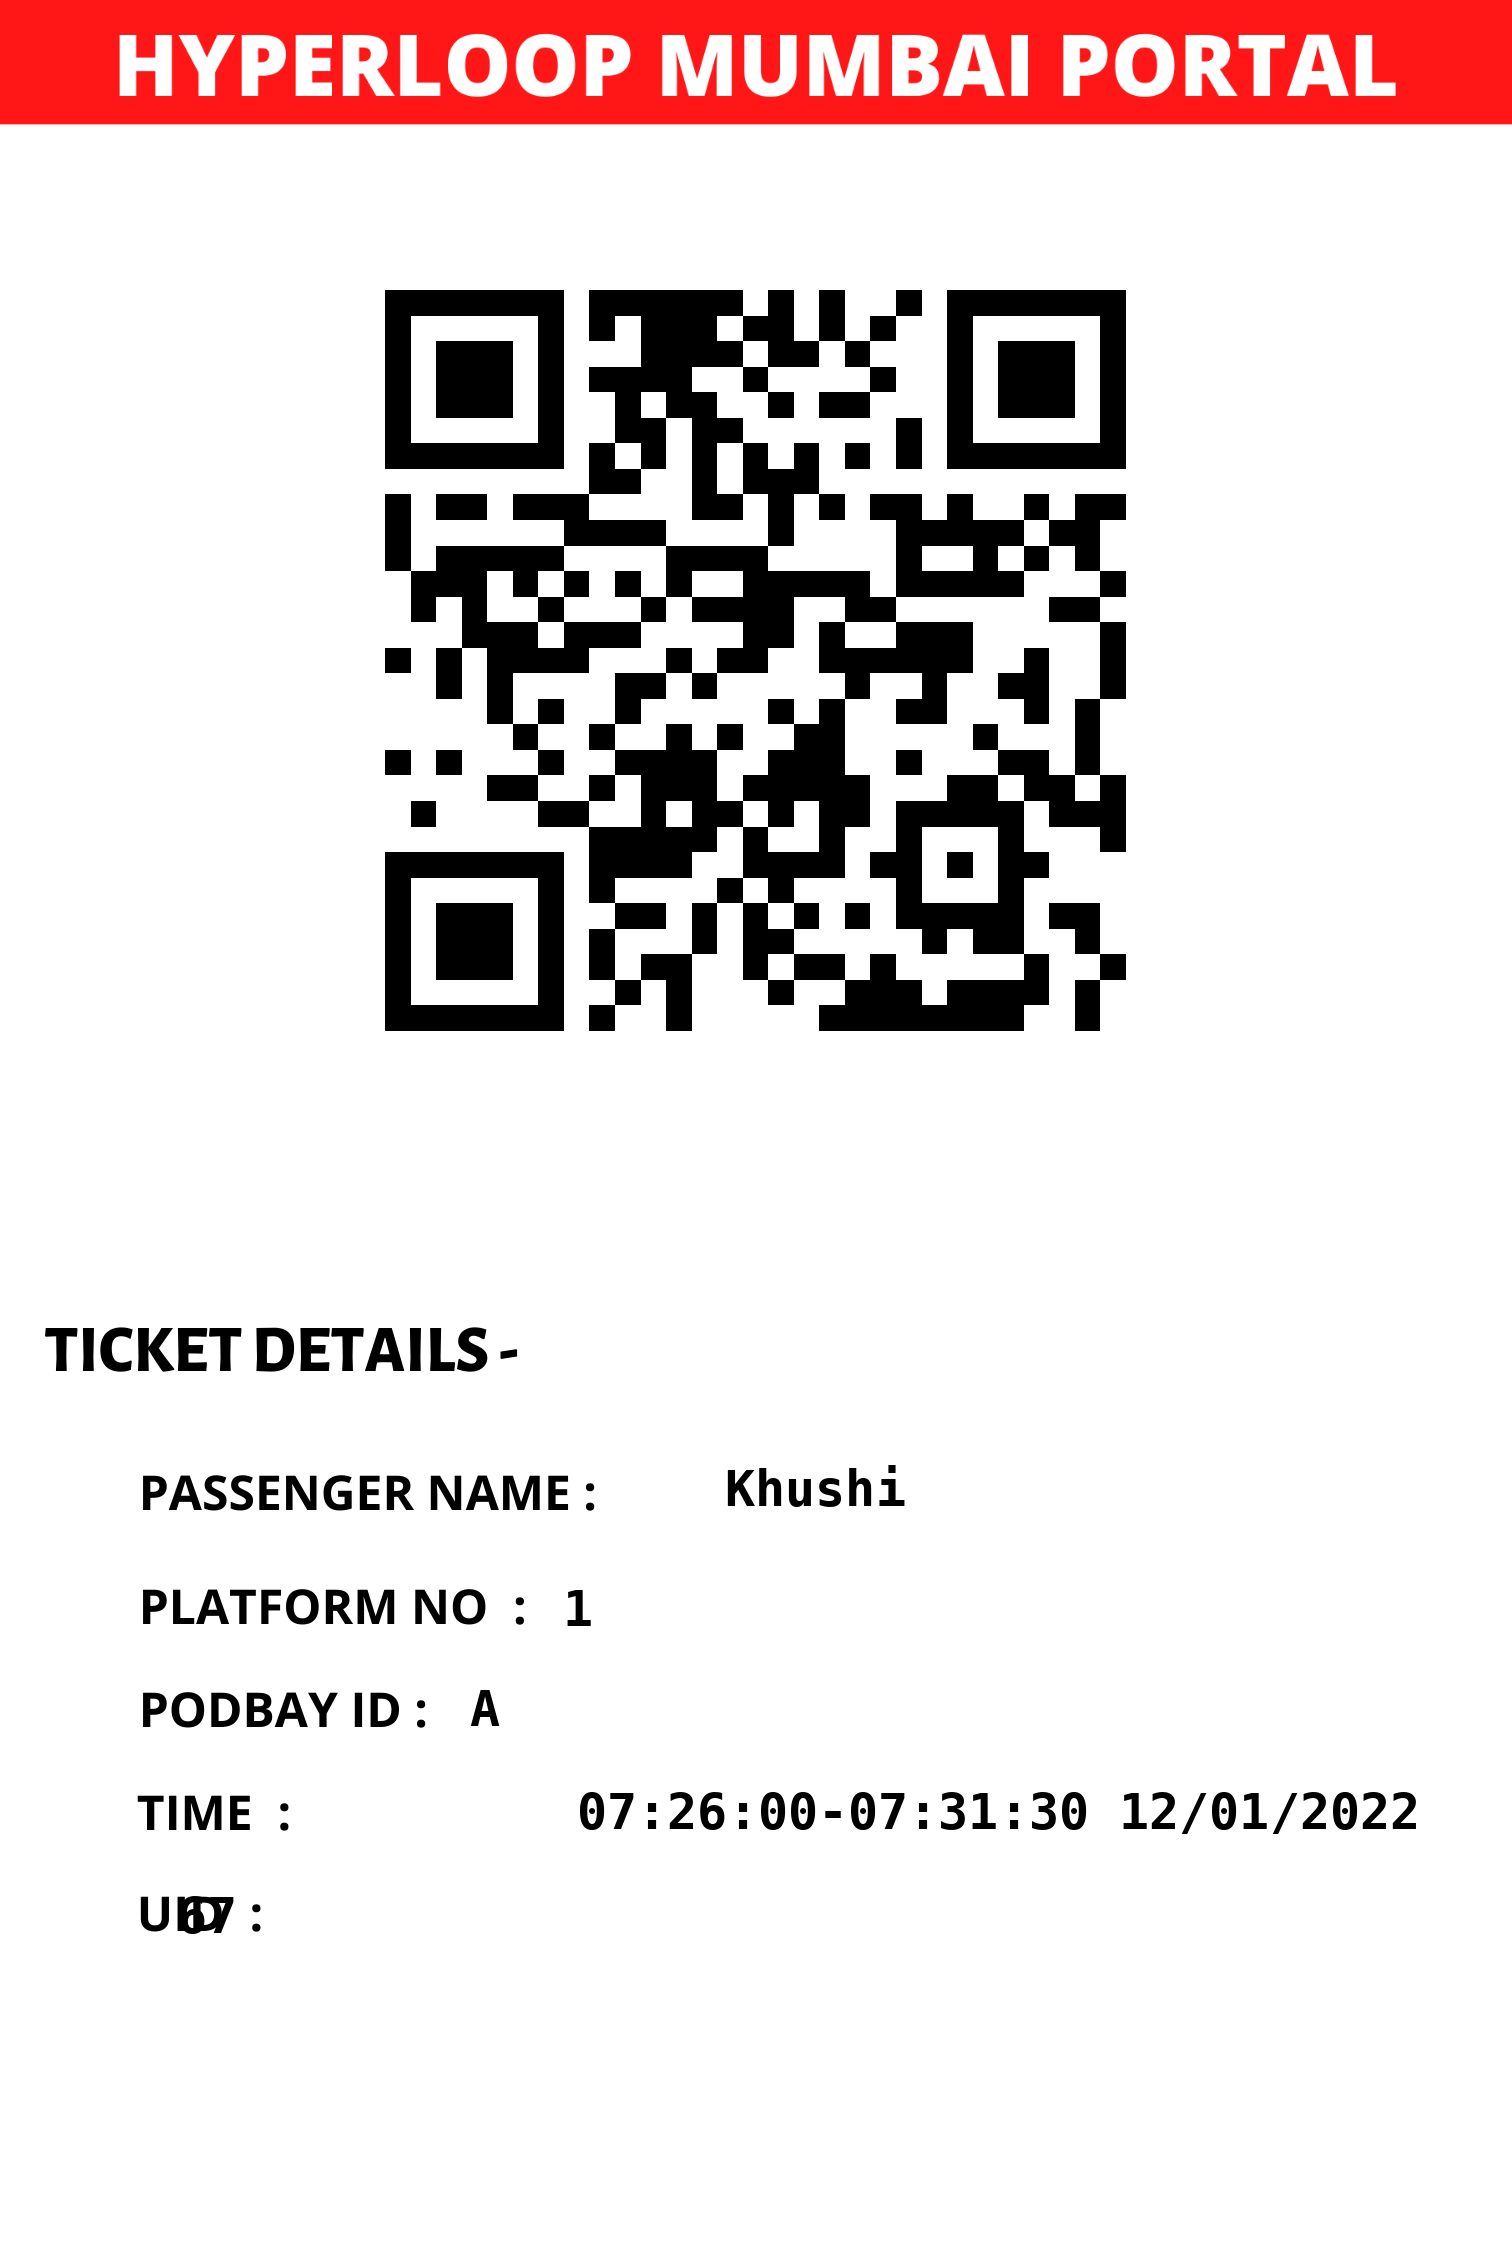 HYPERLOOP MUMBAI PORTAL
TICKET DETAILS -
PASSENGER NAME : Khushi
PLATFORM NO : 1
PODBAY ID : A
TIME : 07:26:00-07:31:30 12/01/2022
UID : 67